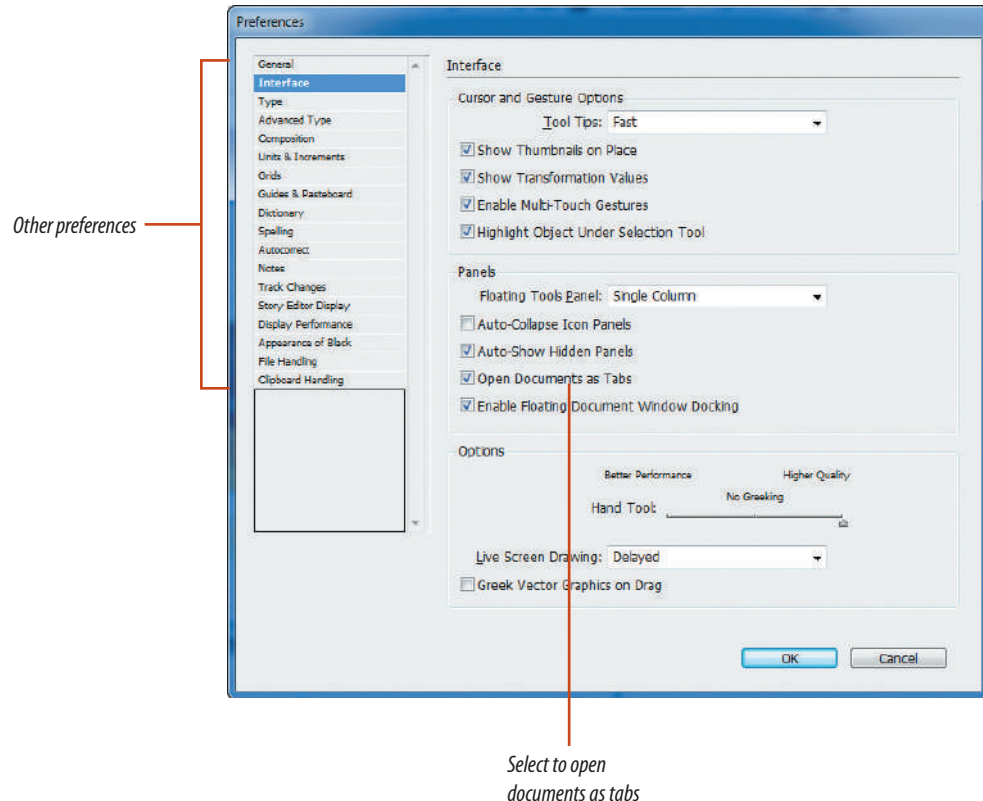 Preferences
Other preferences
General
Interface
Type
Advanced Type
Composition
Units & Increments
Grids
Guides & Pasteboard
Dictionary
Spelling
Autocorrect
Notes
Track Changes
Story Editor Display
Display Performance
Appearance of Black
File Handling
Clipboard Handling
Interface
Cursor and Gesture Options
Tool Tips: Fast
Show Thumbnails on Place
Show Transformation Values
Enable Multi-Touch Gestures
Highlight Object Under Selection Tool
Panels
Floating Tools Panel: Single Column
Auto-Collapse Icon Panels
Auto-Show Hidden Panels
Open Documents as Tabs
Enable Floating Document Window Docking
Options
Better Performance Higher Quality
No Greeking
Hand Tool:
Live Screen Drawing: Delayed
Greek Vector Graphics on Drag
OK Cancel
Select to open
documents as tabs